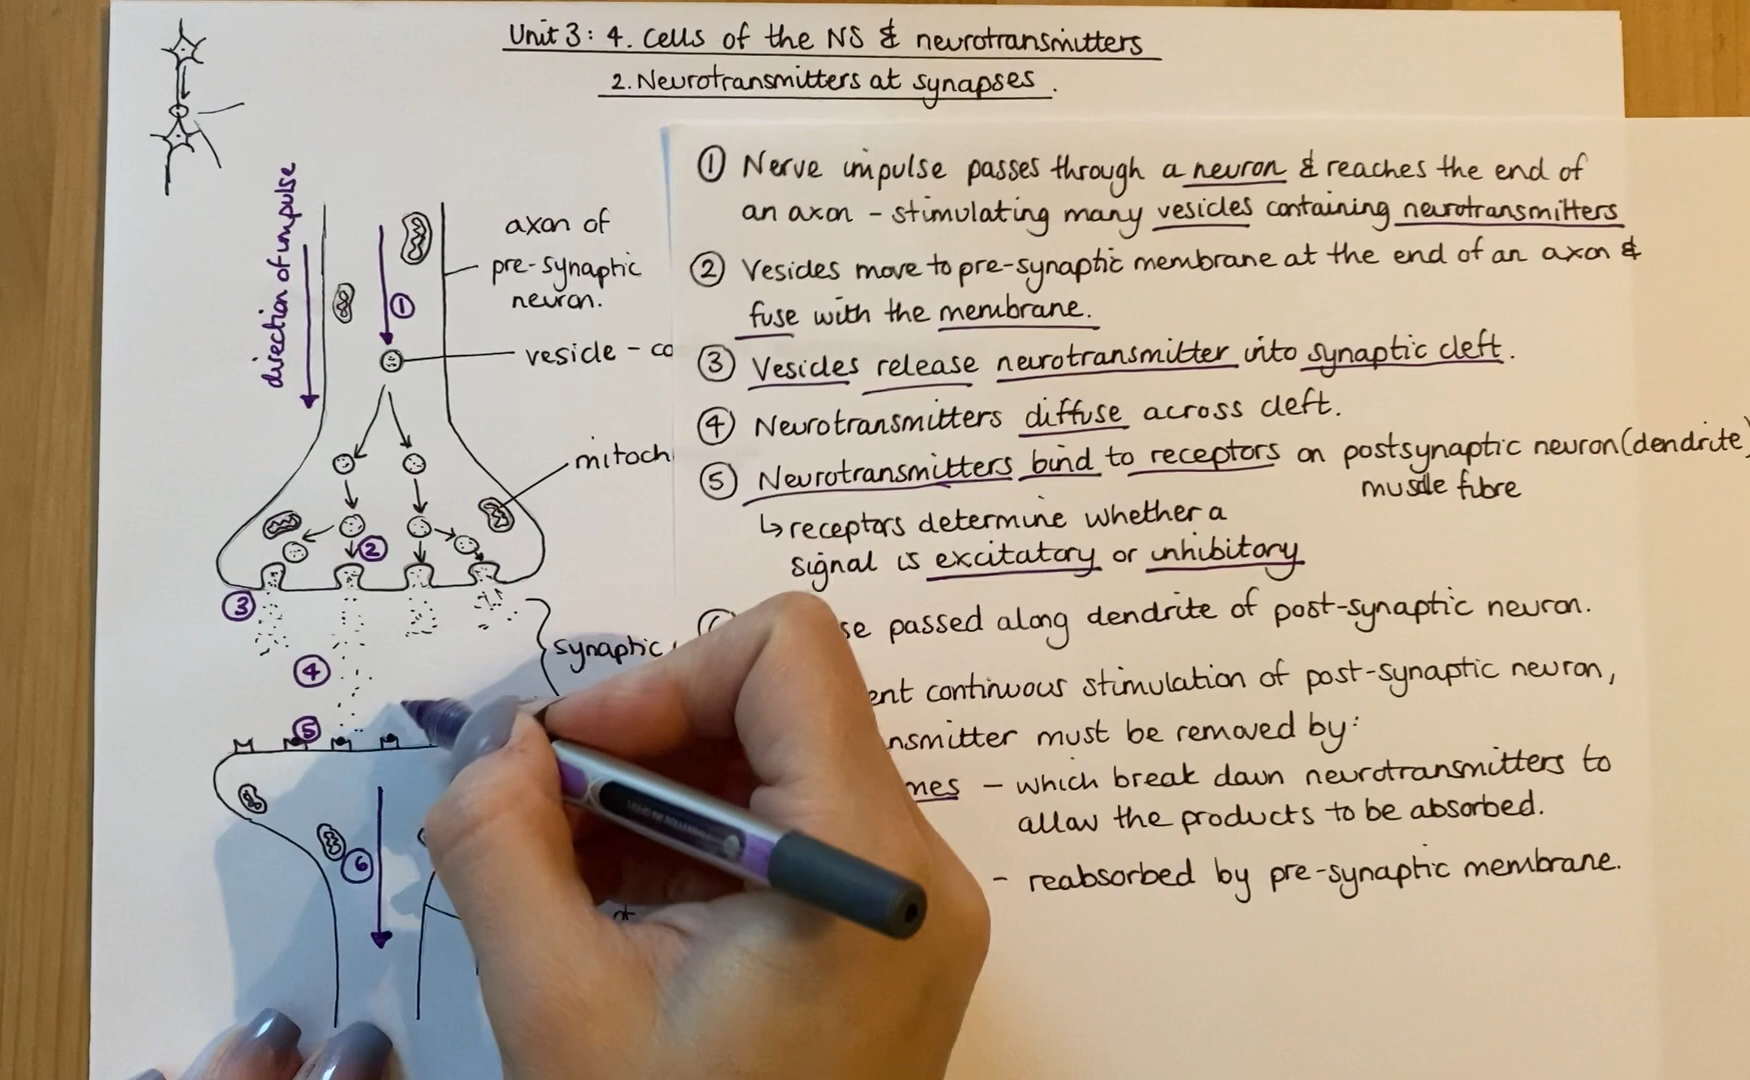 Unit 3: 4. Cells of the NS & neurotransmitters
2. Neurotransmitters at synapses.
direction of impulse
axon of
pre-synaptic
neuron.
1
vesicle - co
mitoch
2
3
synaptic
4
5
6
① Nerve impulse passes through a neuron & reaches the end of
an axon - stimulating many vesicles containing neurotransmitters
② Vesicles move to pre-synaptic membrane at the end of an axon &
fuse with the membrane.
③ Vesicles release neurotransmitter into synaptic cleft.
④ Neurotransmitters diffuse across cleft.
⑤ Neurotransmitters bind to receptors on postsynaptic neuron (dendrite)
muscle fibre
↳ receptors determine whether a
signal is excitatory or inhibitory
se passed along dendrite of post-synaptic neuron.
ent continuous stimulation of post-synaptic neuron,
nsmitter must be removed by:
mes - which break down neurotransmitters to
allow the products to be absorbed.
- reabsorbed by pre-synaptic membrane.